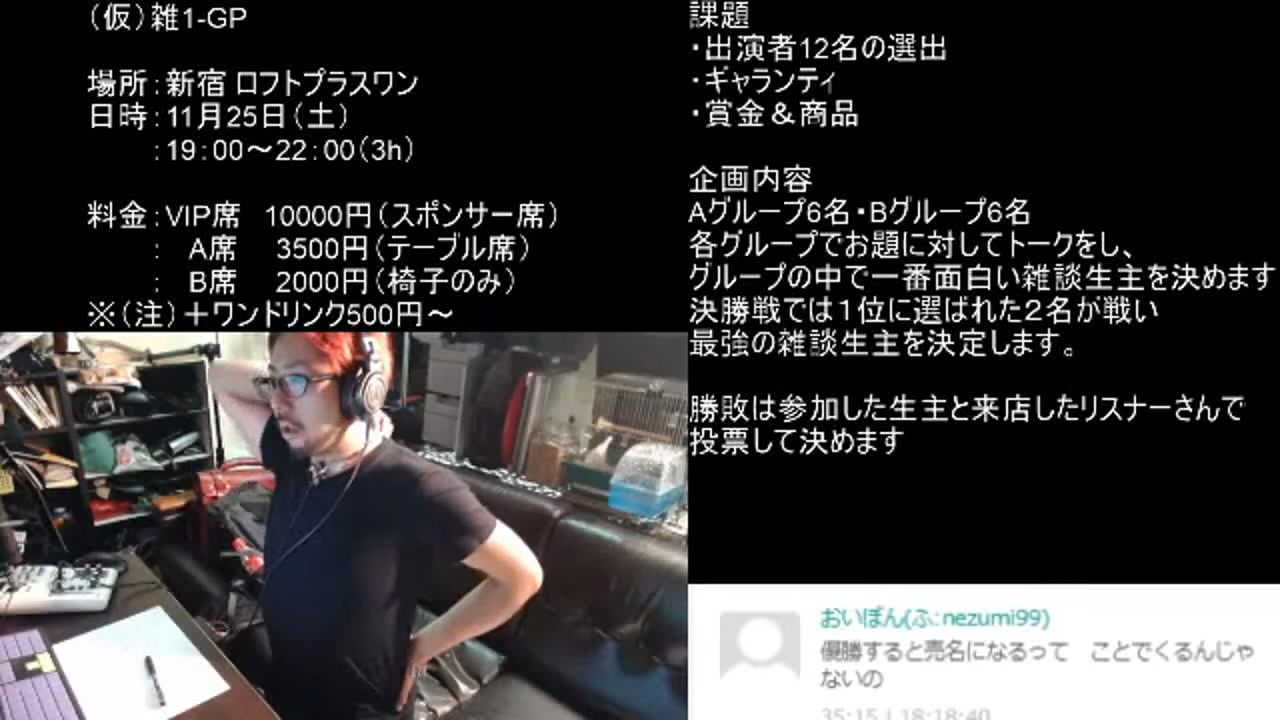 （仮）雑1-GP
場所：新宿 ロフトプラスワン
日時：11月25日（土）
：19：00～22：00（3h）
料金：VIP席 10000円（スポンサー席）
： A席 3500円（テーブル席）
： B席 2000円（椅子のみ）
※（注）＋ワンドリンク500円～
課題
・出演者12名の選出
・ギャランティ
・賞金＆商品
企画内容
Aグループ6名・Bグループ6名
各グループでお題に対してトークをし、
グループの中で一番面白い雑談生主を決めます
決勝戦では１位に選ばれた２名が戦い
最強の雑談生主を決定します。
勝敗は参加した生主と来店したリスナーさんで
投票して決めます
おいぽん(ふ:nezumi99)
優勝すると売名になるって ことでくるんじゃ
ないの
35:15 | 18:18:40